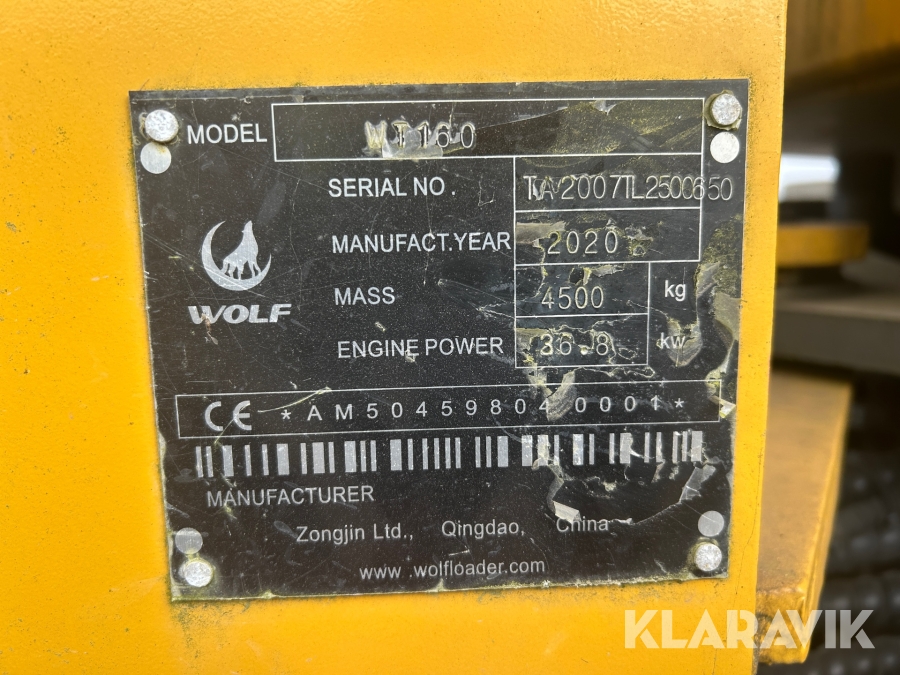 MODEL WT160
SERIAL NO. TA2007TL2500650
MANUFACT.YEAR 2020
MASS 4500 kg
ENGINE POWER 36.8 kw
WOLF
CE *AM50459804 0001*
MANUFACTURER
Zongjin Ltd., Qingdao, China
www.wolfloader.com
KLARAVIK